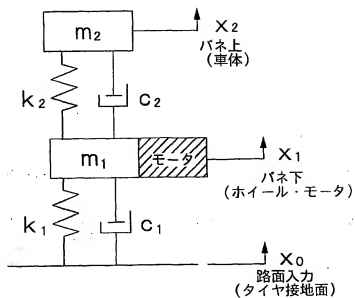 m₂
X₂
バネ上
(車体)
k₂
c₂
m₁
モータ
X₁
バネ下
(ホイール・モータ)
k₁
c₁
X₀
路面入力
(タイヤ接地面)